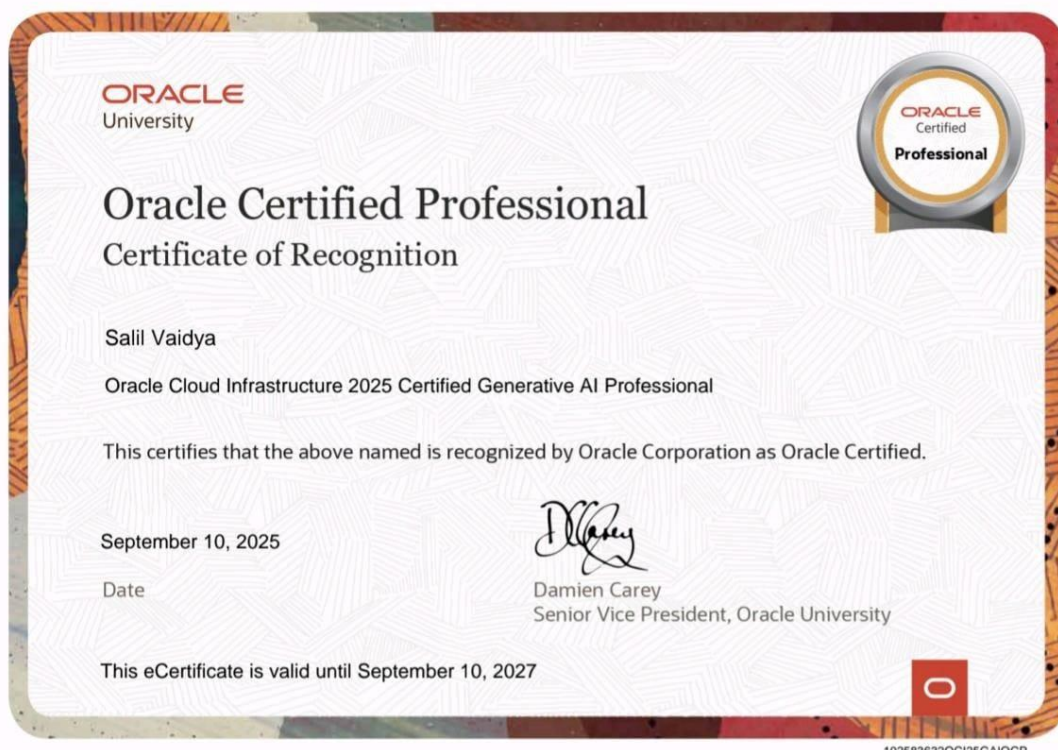 ORACLE
University
ORACLE
Certified
Professional
Oracle Certified Professional
Certificate of Recognition
Salil Vaidya
Oracle Cloud Infrastructure 2025 Certified Generative AI Professional
This certifies that the above named is recognized by Oracle Corporation as Oracle Certified.
September 10, 2025
Date
Damien Carey
Senior Vice President, Oracle University
This eCertificate is valid until September 10, 2027